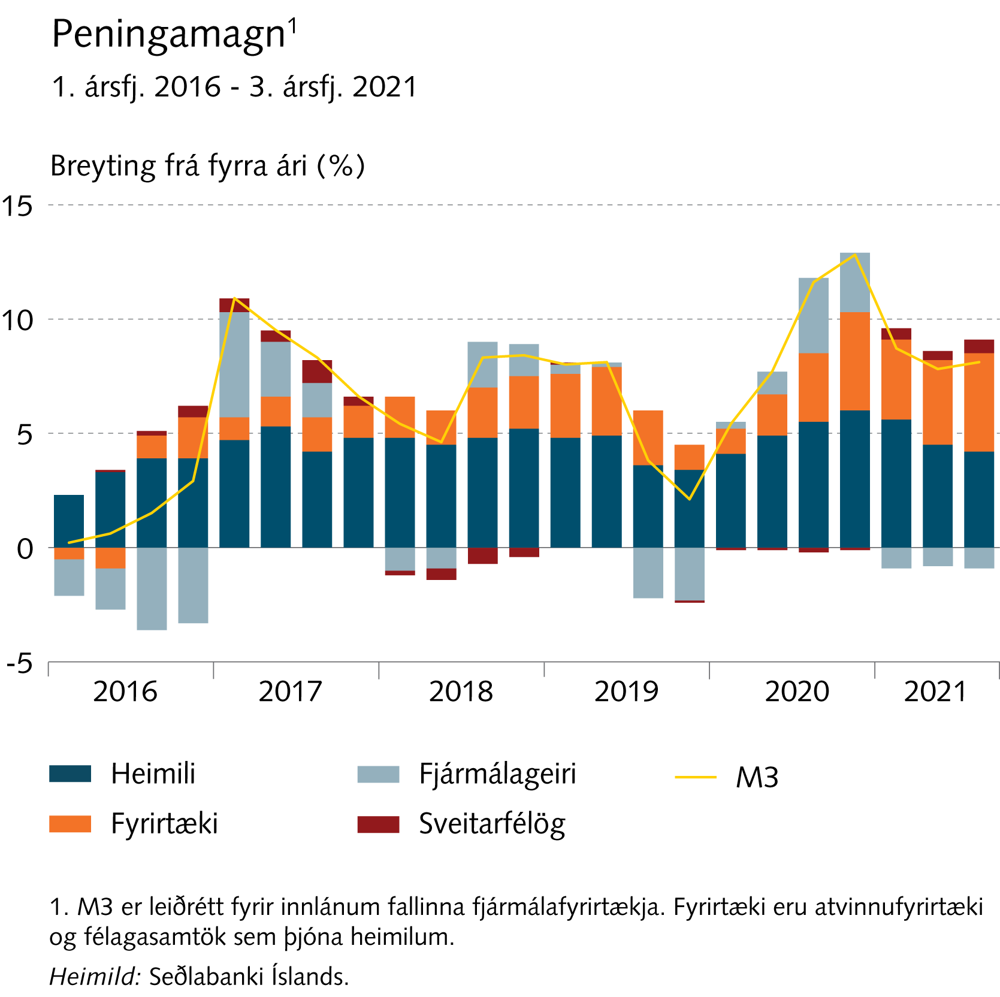 Peningamagn¹
1. ársfj. 2016 - 3. ársfj. 2021
Breyting frá fyrra ári (%)
15
10
5
0
-5
2016 2017 2018 2019 2020 2021
Heimili Fjármálageiri M3
Fyrirtæki Sveitarfélög
1. M3 er leiðrétt fyrir innlánum fallinna fjármálafyrirtækja. Fyrirtæki eru atvinnufyrirtæki
og félagasamtök sem þjóna heimilum.
Heimild: Seðlabanki Íslands.